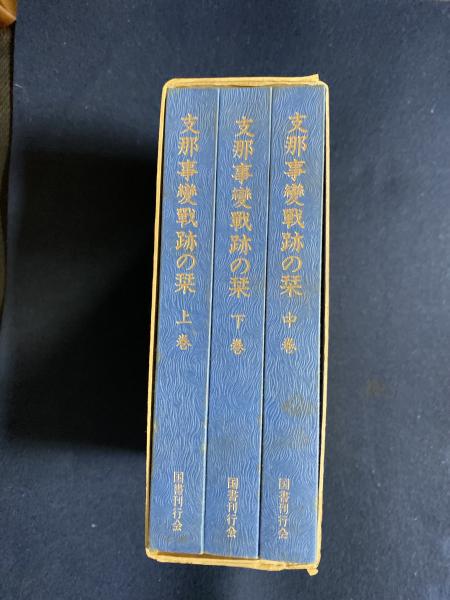 支那事變戰跡の栞 上巻
国書刊行会
支那事變戰跡の栞 下巻
国書刊行会
支那事變戰跡の栞 中巻
国書刊行会